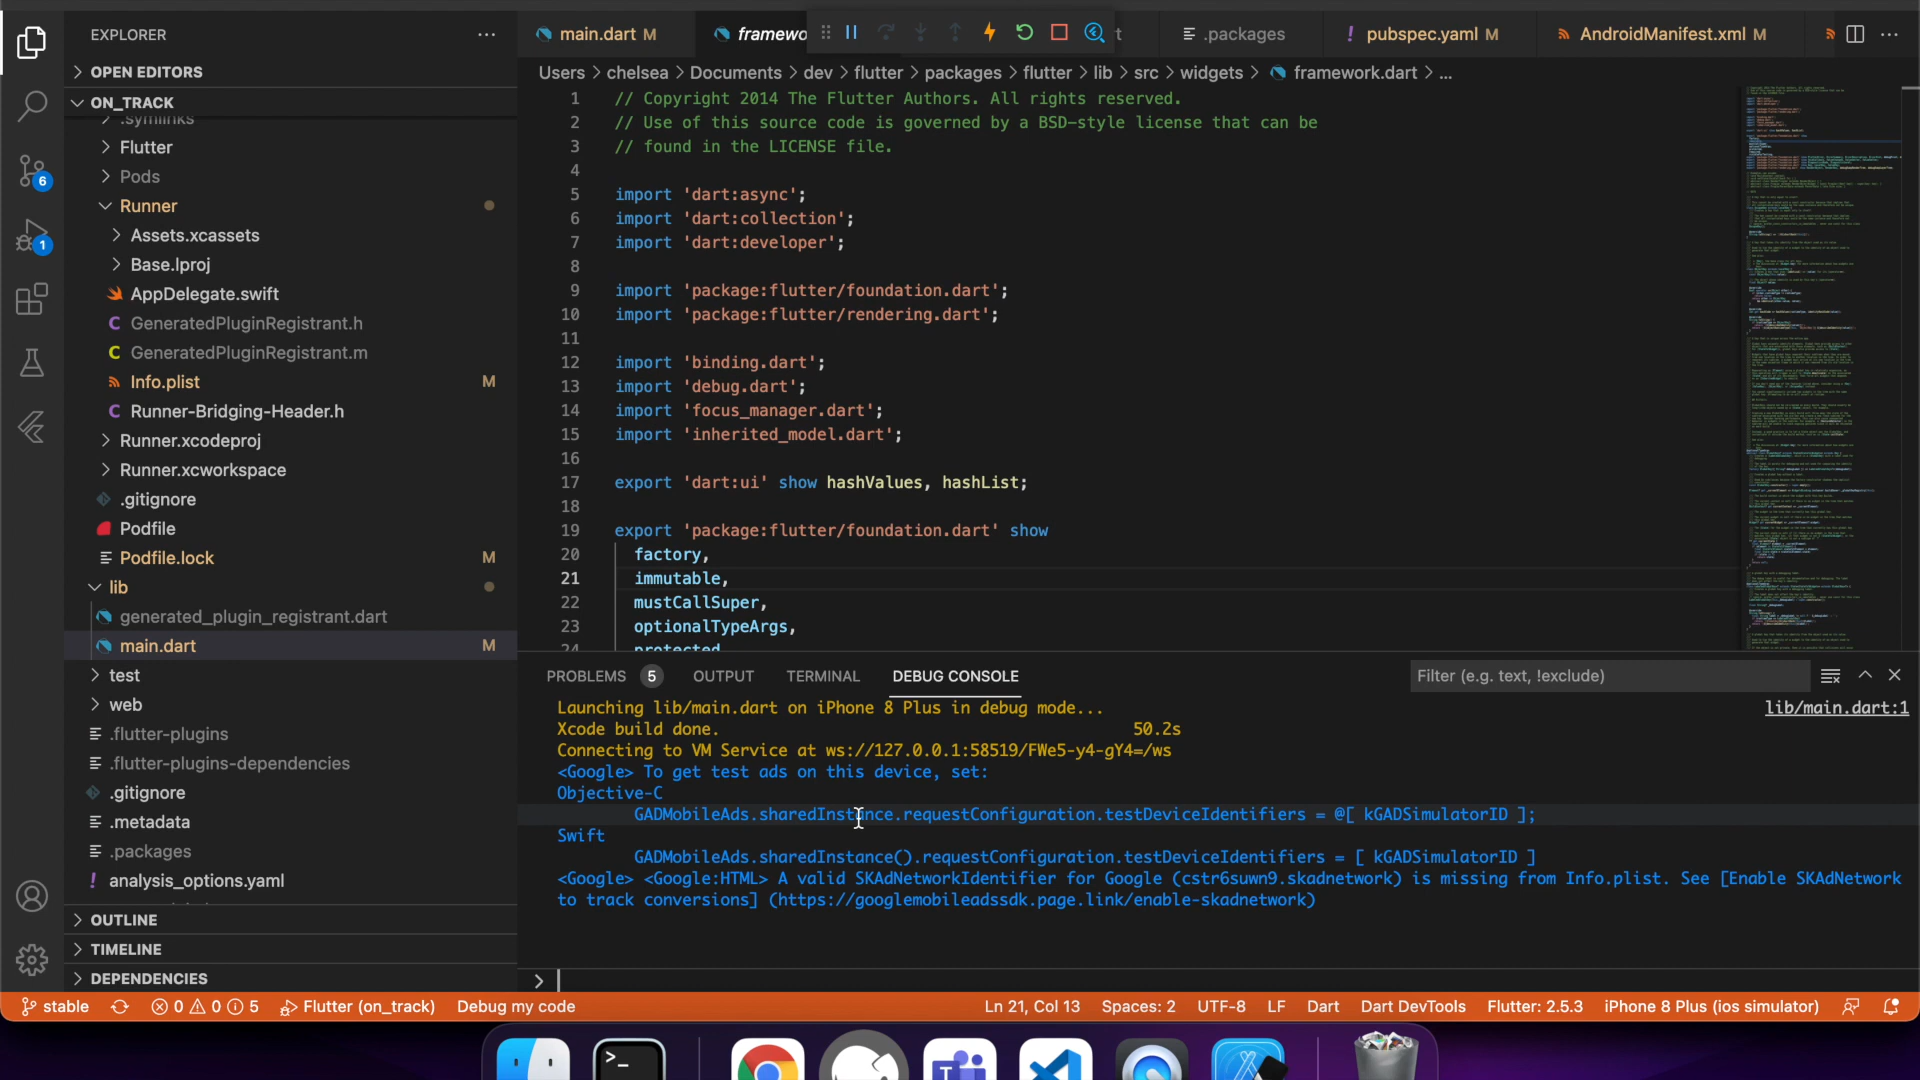 EXPLORER
OPEN EDITORS
ON_TRACK
.symlinks
Flutter
Pods
Runner
Assets.xcassets
Base.lproj
AppDelegate.swift
C GeneratedPluginRegistrant.h
C GeneratedPluginRegistrant.m
Info.plist M
C Runner-Bridging-Header.h
Runner.xcodeproj
Runner.xcworkspace
.gitignore
Podfile
Podfile.lock M
lib
generated_plugin_registrant.dart
main.dart M
test
web
.flutter-plugins
.flutter-plugins-dependencies
.gitignore
.metadata
.packages
! analysis_options.yaml
OUTLINE
TIMELINE
DEPENDENCIES
6
1
main.dart M
framewo
t
.packages
! pubspec.yaml M
AndroidManifest.xml M
Users > chelsea > Documents > dev > flutter > packages > flutter > lib > src > widgets > framework.dart > ...
1 // Copyright 2014 The Flutter Authors. All rights reserved.
2 // Use of this source code is governed by a BSD-style license that can be
3 // found in the LICENSE file.
4
5 import 'dart:async';
6 import 'dart:collection';
7 import 'dart:developer';
8
9 import 'package:flutter/foundation.dart';
10 import 'package:flutter/rendering.dart';
11
12 import 'binding.dart';
13 import 'debug.dart';
14 import 'focus_manager.dart';
15 import 'inherited_model.dart';
16
17 export 'dart:ui' show hashValues, hashList;
18
19 export 'package:flutter/foundation.dart' show
20 factory,
21 immutable,
22 mustCallSuper,
23 optionalTypeArgs,
24 protected
PROBLEMS 5 OUTPUT TERMINAL DEBUG CONSOLE Filter (e.g. text, !exclude)
Launching lib/main.dart on iPhone 8 Plus in debug mode... lib/main.dart:1
Xcode build done. 50.2s
Connecting to VM Service at ws://127.0.0.1:58519/FWe5-y4-gY4=/ws
<Google> To get test ads on this device, set:
Objective-C
GADMobileAds.sharedInstance.requestConfiguration.testDeviceIdentifiers = @[ kGADSimulatorID ];
Swift
GADMobileAds.sharedInstance().requestConfiguration.testDeviceIdentifiers = [ kGADSimulatorID ]
<Google> <Google:HTML> A valid SKAdNetworkIdentifier for Google (cstr6suwn9.skadnetwork) is missing from Info.plist. See [Enable SKAdNetwork
to track conversions] (https://googlemobileadssdk.page.link/enable-skadnetwork)
>
stable 0 0 5 Flutter (on_track) Debug my code Ln 21, Col 13 Spaces: 2 UTF-8 LF Dart Dart DevTools Flutter: 2.5.3 iPhone 8 Plus (ios simulator)